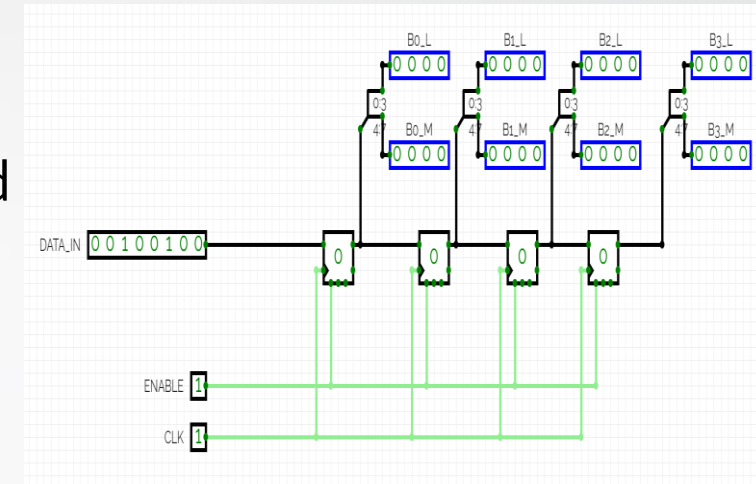 d
B0_L B1_L B2_L B3_L
0 0 0 0 0 0 0 0 0 0 0 0 0 0 0 0
0:3 0:3 0:3 0:3
4:7 4:7 4:7 4:7
B0_M B1_M B2_M B3_M
0 0 0 0 0 0 0 0 0 0 0 0 0 0 0 0
DATA_IN 0 0 1 0 0 1 0 0 0 0 0 0
ENABLE 1
CLK 1